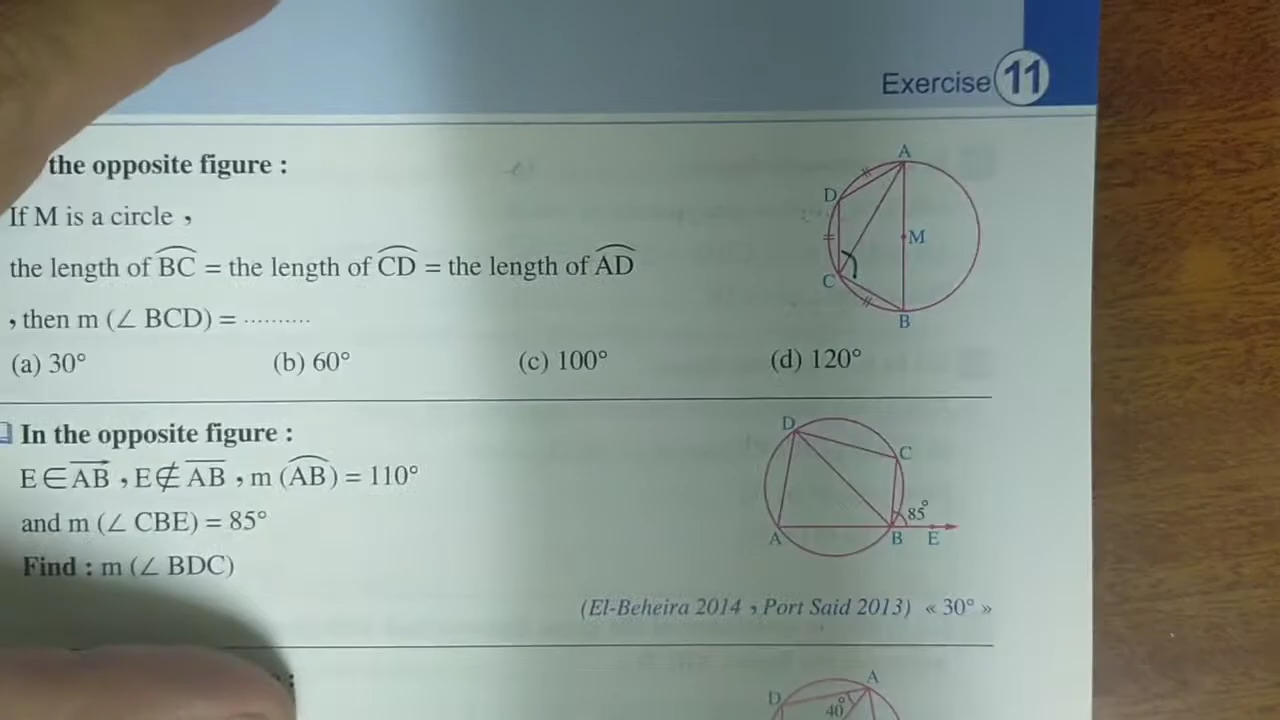 Exercise 11
the opposite figure :
If M is a circle ,
the length of BC = the length of CD = the length of AD
, then m (∠ BCD) = ..........
(a) 30° (b) 60° (c) 100° (d) 120°
A
D
M
C
B
In the opposite figure :
E ∈ AB , E ∉ AB , m (AB) = 110°
and m (∠ CBE) = 85°
Find : m (∠ BDC)
D
C
85°
A B E
(El-Beheira 2014 , Port Said 2013) « 30° »
A
D
40°